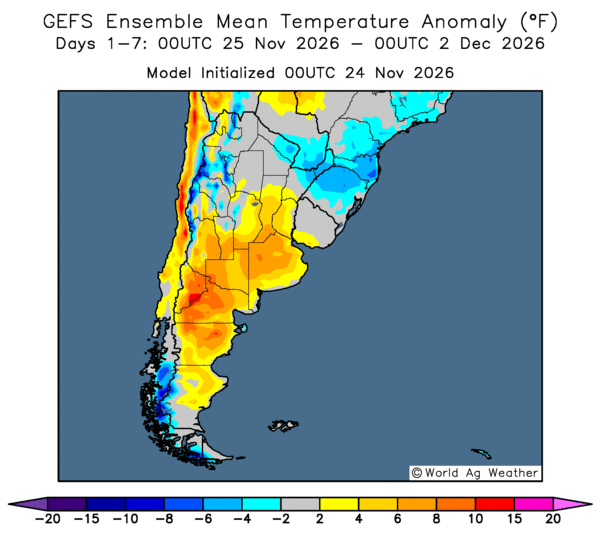 GEFS Ensemble Mean Temperature Anomaly (°F)
Days 1−7: 00UTC 25 Nov 2026 − 00UTC 2 Dec 2026
Model Initialized 00UTC 24 Nov 2026
© World Ag Weather
−20 −15 −10 −8 −6 −4 −2 2 4 6 8 10 15 20